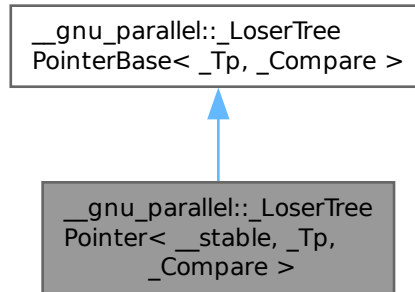 __gnu_parallel::_LoserTree
PointerBase< _Tp, _Compare >
__gnu_parallel::_LoserTree
Pointer< __stable, _Tp,
_Compare >